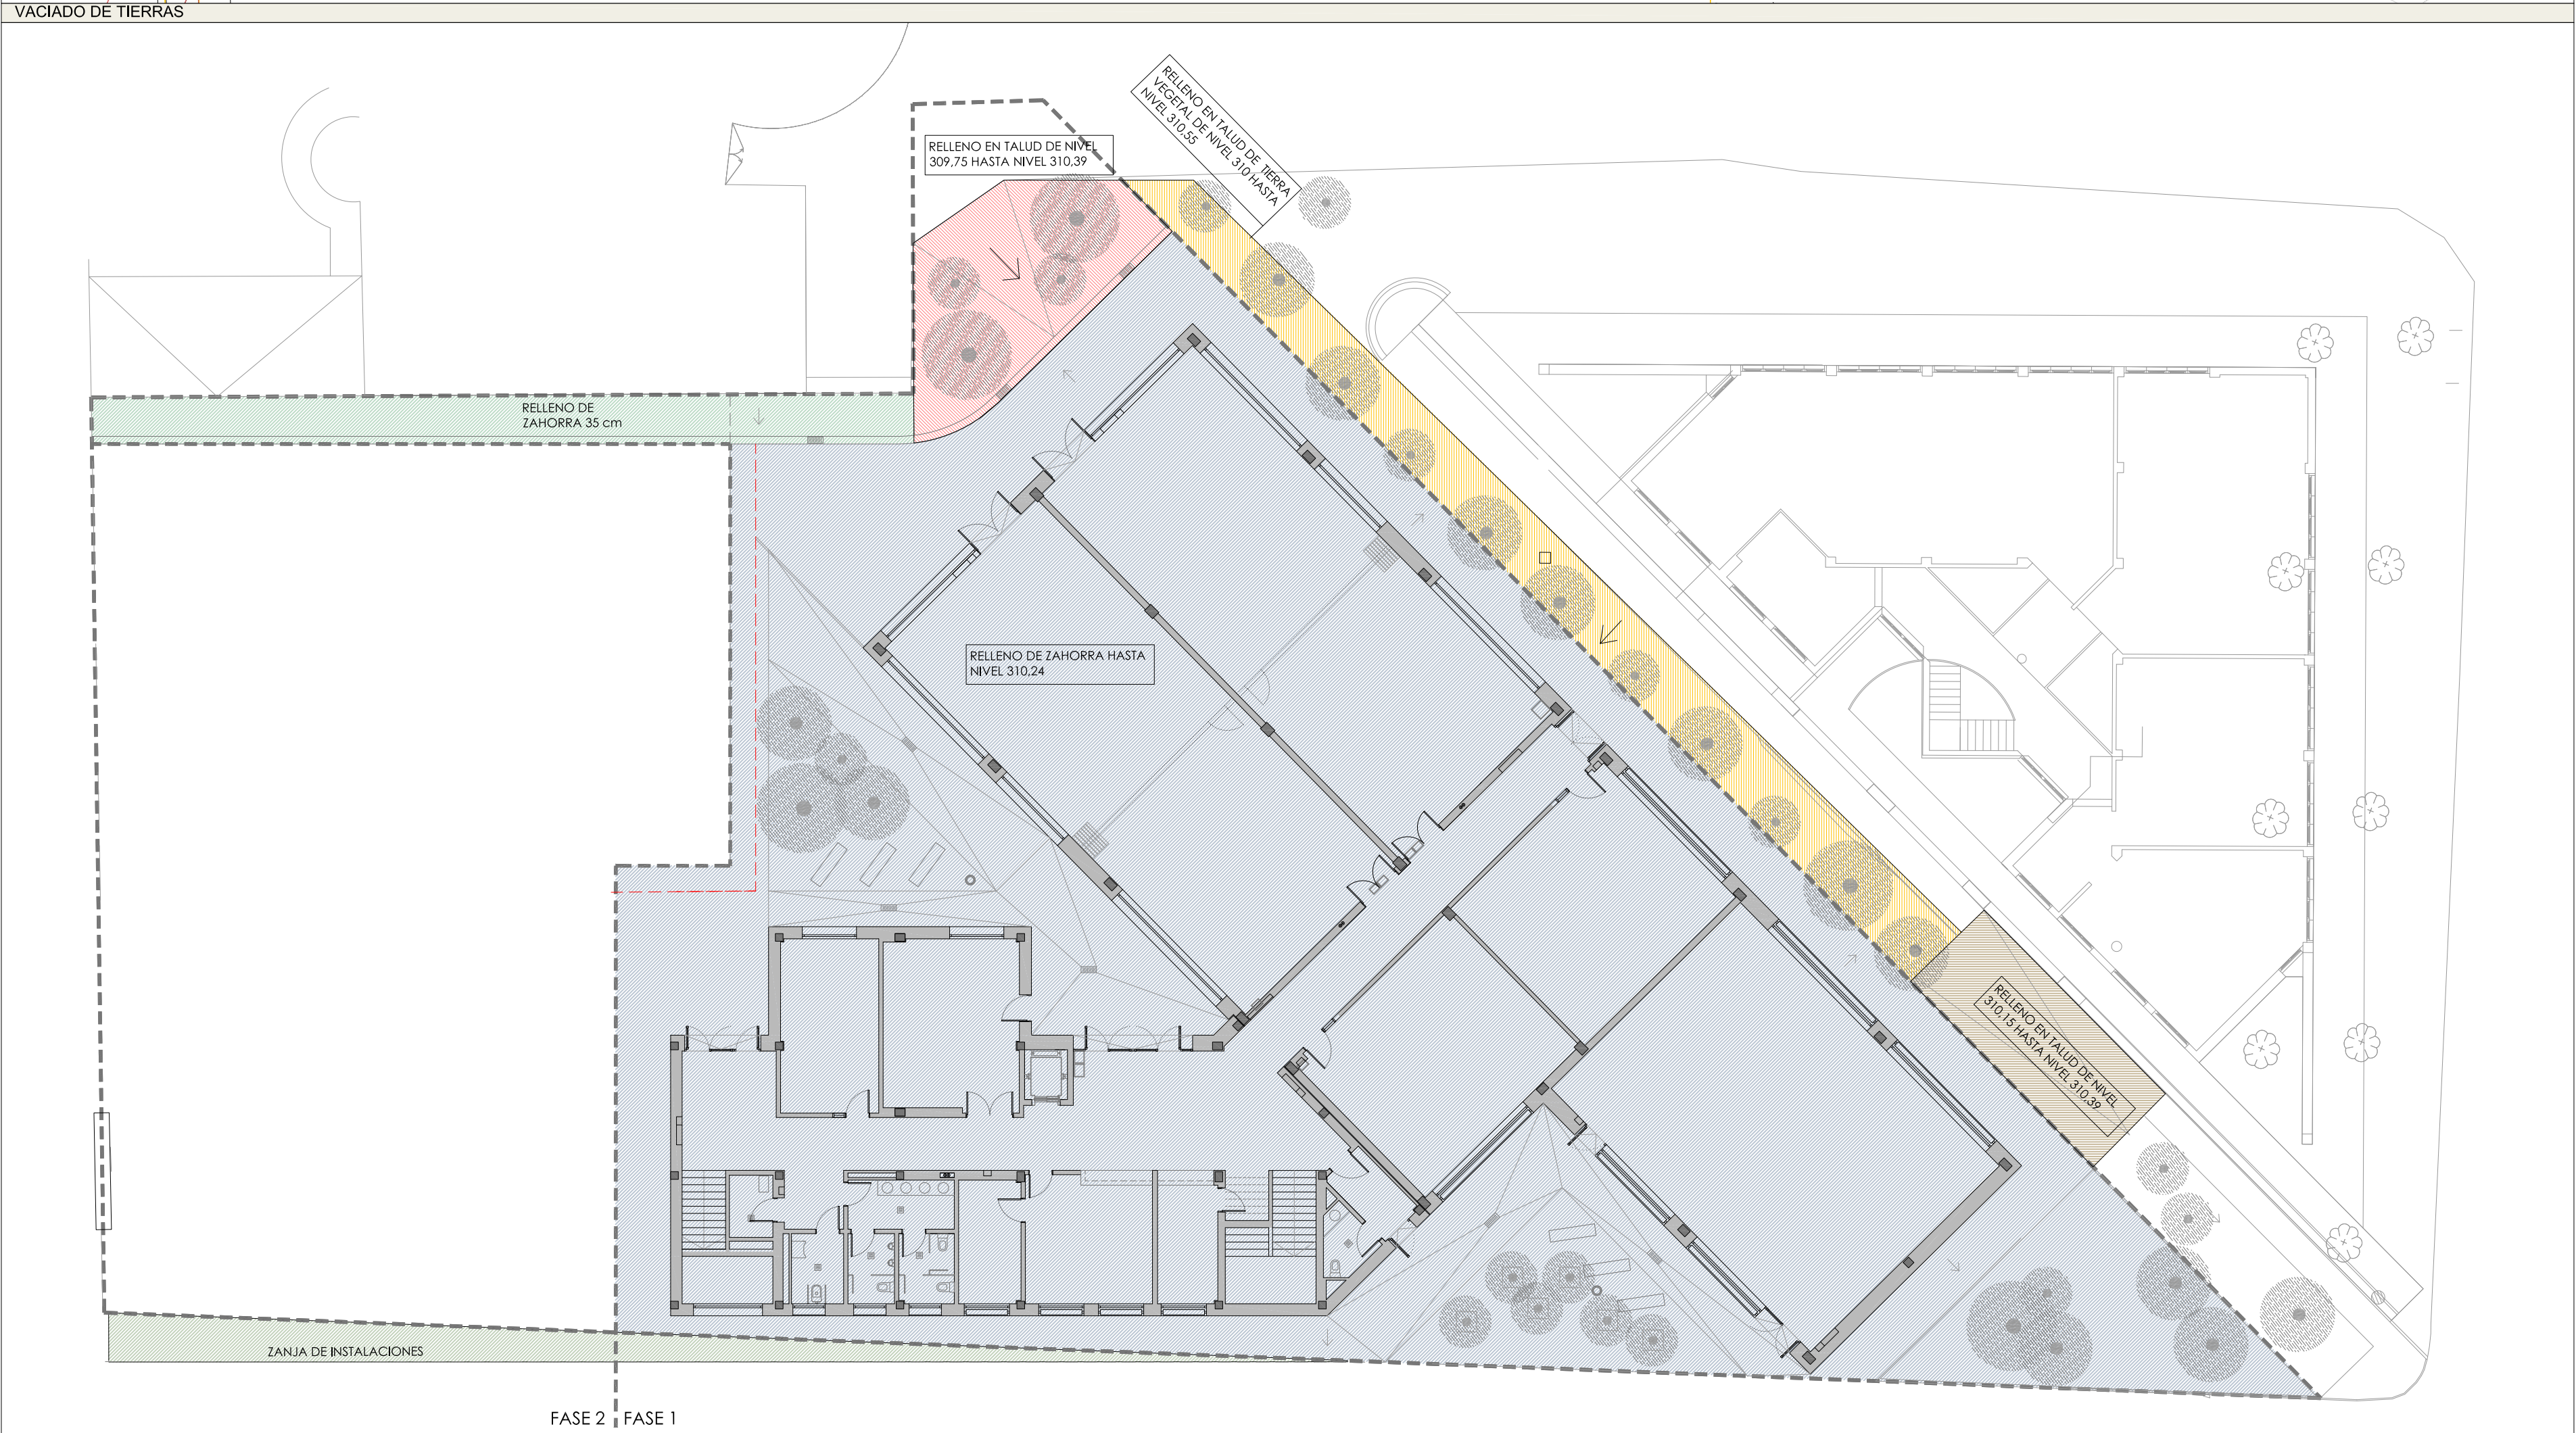 VACIADO DE TIERRAS
RELLENO EN TALUD DE TIERRA
VEGETAL DE NIVEL 310 HASTA
NIVEL 310,55
RELLENO EN TALUD DE NIVEL
309,75 HASTA NIVEL 310,39
RELLENO DE
ZAHORRA 35 cm
RELLENO DE ZAHORRA HASTA
NIVEL 310,24
RELLENO EN TALUD DE NIVEL
310,15 HASTA NIVEL 310,39
ZANJA DE INSTALACIONES
FASE 2
FASE 1